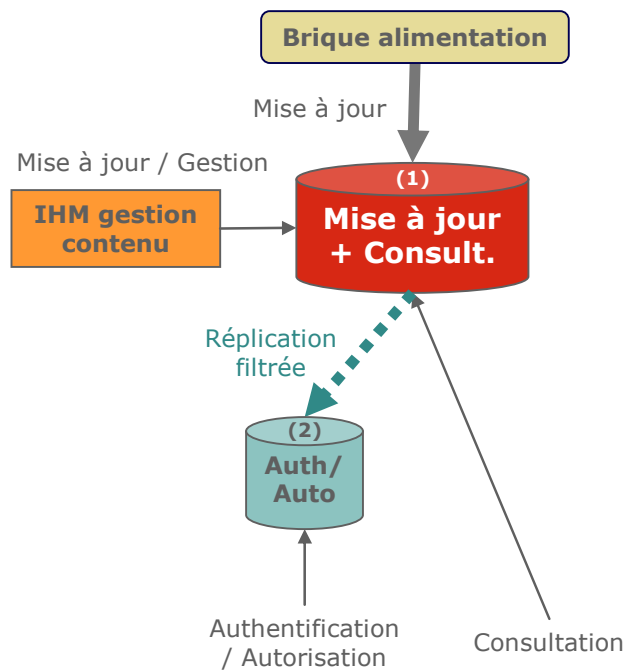 Brique alimentation
Mise à jour
Mise à jour / Gestion
(1)
IHM gestion
contenu
Mise à jour
+ Consult.
Réplication
filtrée
(2)
Auth/
Auto
Authentification
/ Autorisation
Consultation